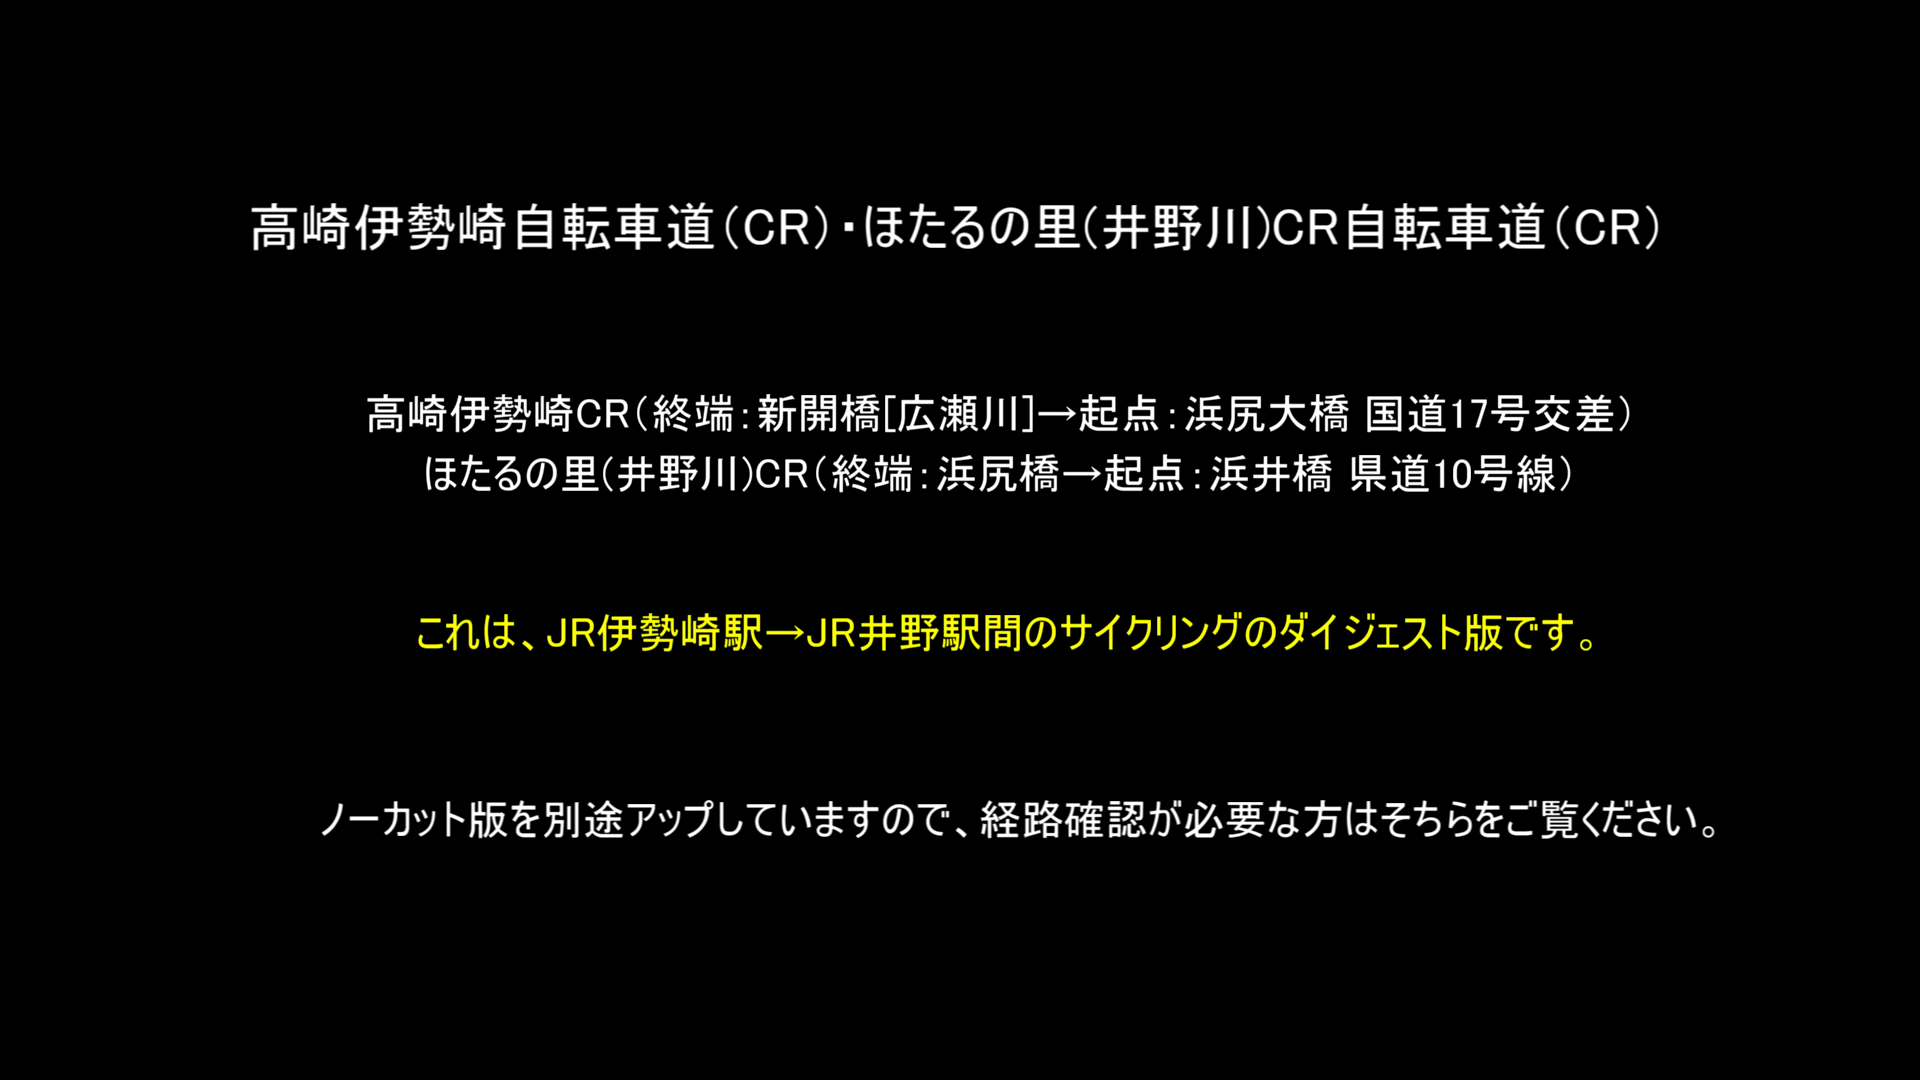 高崎伊勢崎自転車道（CR）・ほたるの里(井野川)CR自転車道（CR）
高崎伊勢崎CR（終端：新開橋[広瀬川]→起点：浜尻大橋 国道17号交差）
ほたるの里(井野川)CR（終端：浜尻橋→起点：浜井橋 県道10号線）
これは、JR伊勢崎駅→JR井野駅間のサイクリングのダイジェスト版です。
ノーカット版を別途アップしていますので、経路確認が必要な方はそちらをご覧ください。